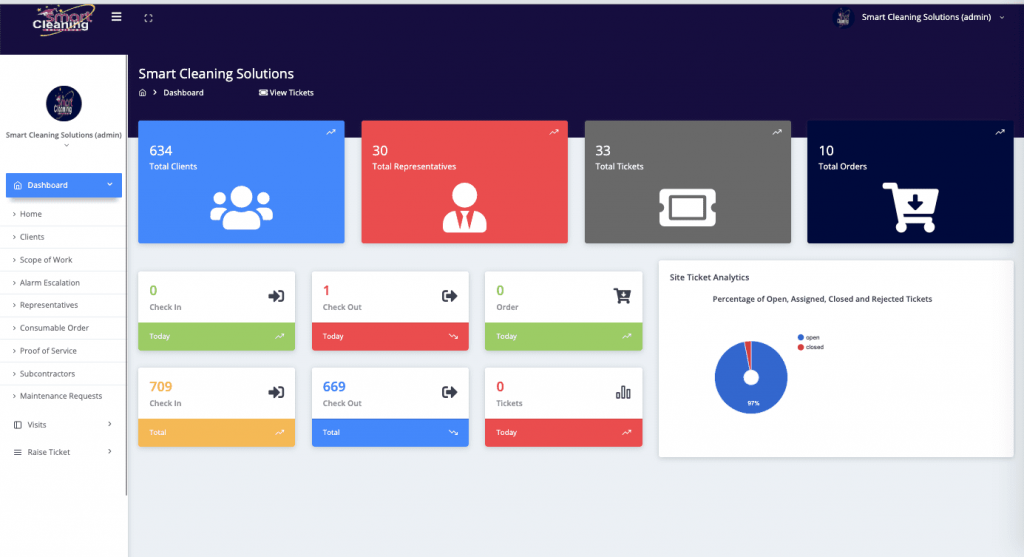 Smart
Cleaning
Smart Cleaning Solutions (admin)
Smart Cleaning Solutions (admin)
Dashboard
Home
Clients
Scope of Work
Alarm Escalation
Representatives
Consumable Order
Proof of Service
Subcontractors
Maintenance Requests
Visits
Raise Ticket
Smart Cleaning Solutions
Dashboard
View Tickets
634
Total Clients
30
Total Representatives
33
Total Tickets
10
Total Orders
0
Check In
Today
1
Check Out
Today
0
Order
Today
709
Check In
Total
669
Check Out
Total
0
Tickets
Today
Site Ticket Analytics
Percentage of Open, Assigned, Closed and Rejected Tickets
open
closed
97%